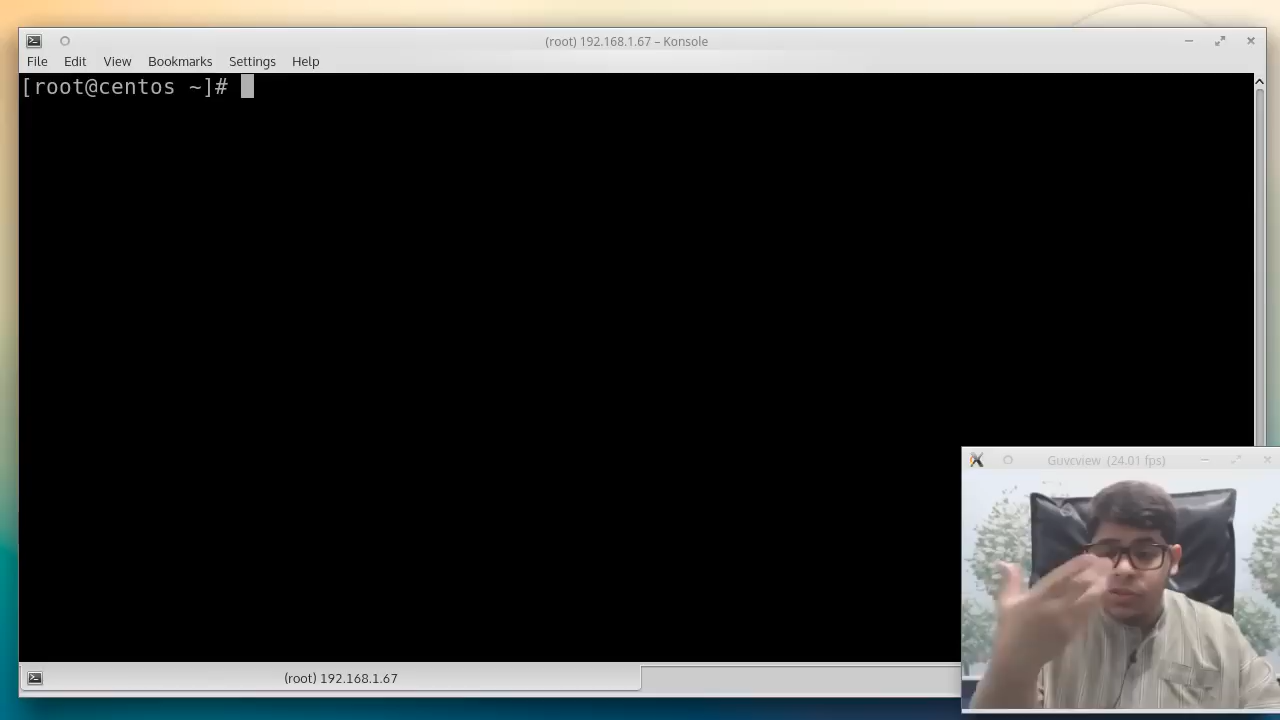 (root) 192.168.1.67 – Konsole
File Edit View Bookmarks Settings Help
[root@centos ~]#
Guvcview (24.01 fps)
(root) 192.168.1.67